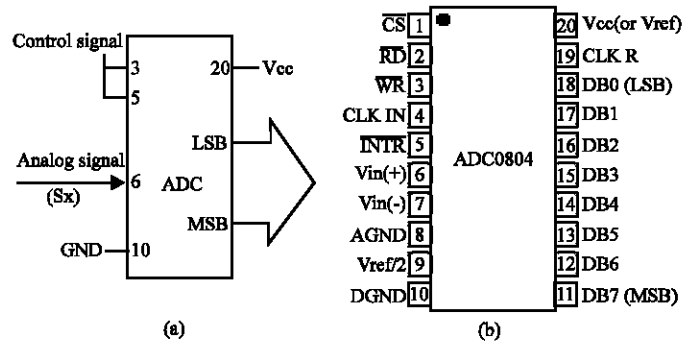 Control signal
3
5
20 Vcc
LSB
Analog signal
(Sx)
6
ADC
MSB
GND 10
(a)
CS 1 20 Vcc(or Vref)
RD 2 19 CLK R
WR 3 18 DB0 (LSB)
CLK IN 4 17 DB1
INTR 5 16 DB2
ADC0804
Vin(+) 6 15 DB3
Vin(-) 7 14 DB4
AGND 8 13 DB5
Vref/2 9 12 DB6
DGND 10 11 DB7 (MSB)
(b)